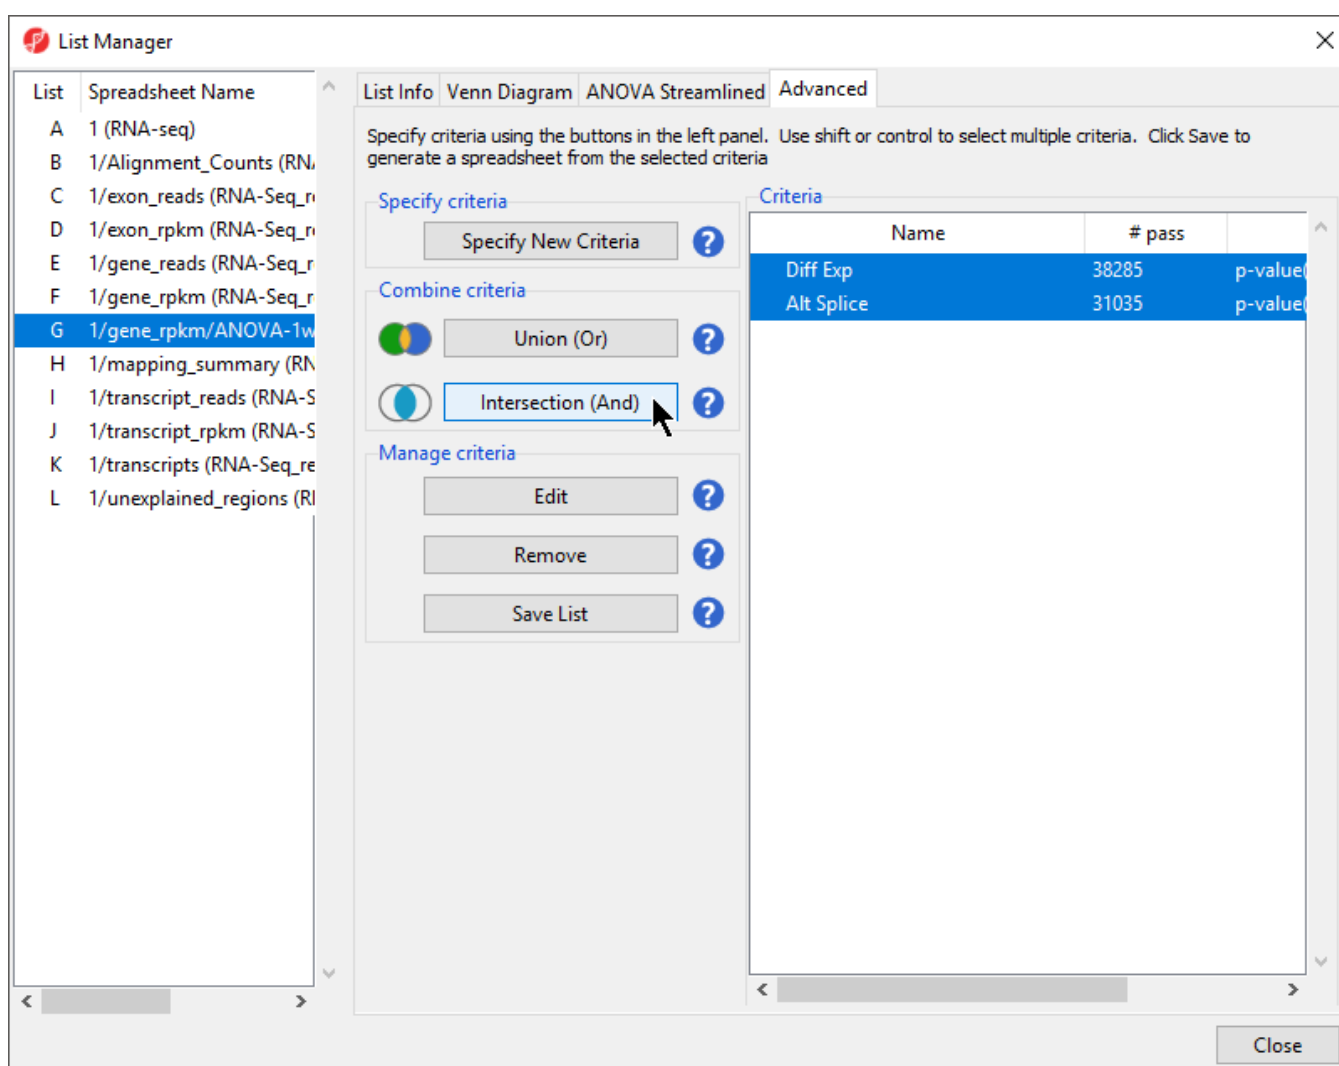 List Manager
List Spreadsheet Name
A 1 (RNA-seq)
B 1/Alignment_Counts (RN
C 1/exon_reads (RNA-Seq_r
D 1/exon_rpkm (RNA-Seq_r
E 1/gene_reads (RNA-Seq_r
F 1/gene_rpkm (RNA-Seq_r
G 1/gene_rpkm/ANOVA-1w
H 1/mapping_summary (RN
I 1/transcript_reads (RNA-S
J 1/transcript_rpkm (RNA-S
K 1/transcripts (RNA-Seq_re
L 1/unexplained_regions (R
List Info Venn Diagram ANOVA Streamlined Advanced
Specify criteria using the buttons in the left panel. Use shift or control to select multiple criteria. Click Save to
generate a spreadsheet from the selected criteria
Specify criteria
Specify New Criteria ?
Combine criteria
Union (Or) ?
Intersection (And) ?
Manage criteria
Edit ?
Remove ?
Save List ?
Criteria
Name # pass
Diff Exp 38285 p-value(
Alt Splice 31035 p-value(
Close